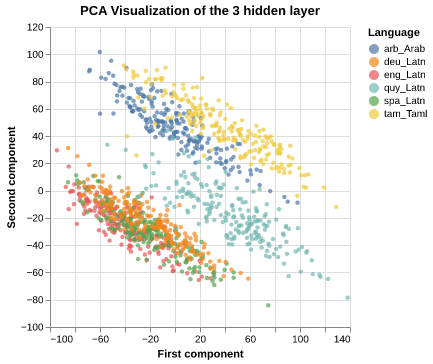 PCA Visualization of the 3 hidden layer
Language
arb_Arab
deu_Latn
eng_Latn
quy_Latn
spa_Latn
tam_Taml
Second component
120
100
80
60
40
20
0
−20
−40
−60
−80
−100
−100 −60 −20 20 60 100 140
First component